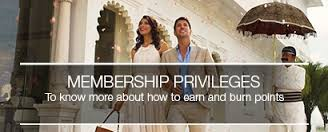 MEMBERSHIP PRIVILEGES
To know more about how to earn and burn points